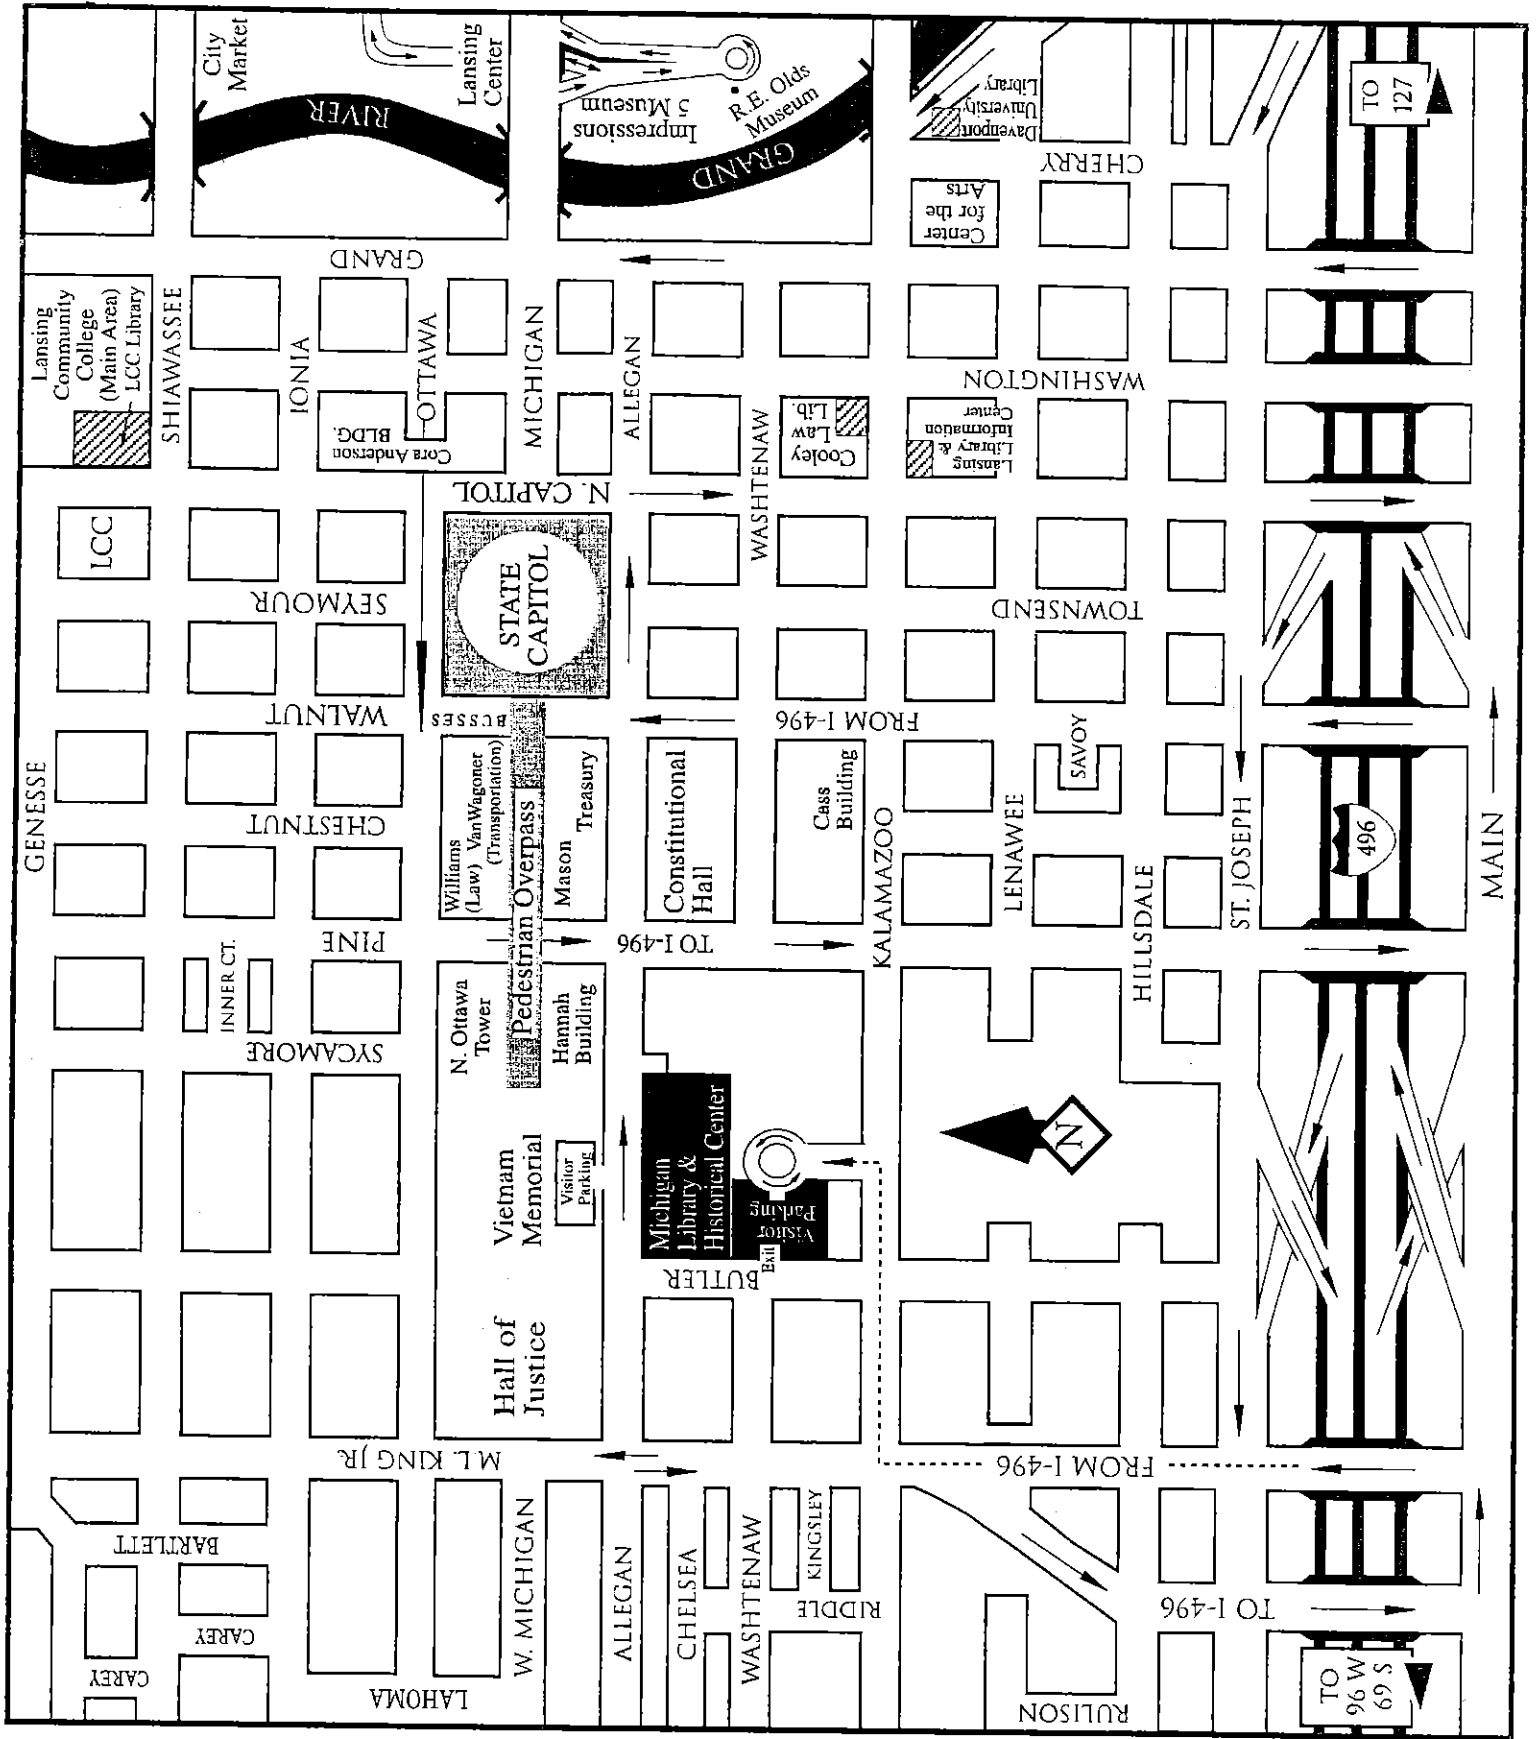 City
Market
Lansing
Center
RIVER
Impressions
5 Museum
R.E. Olds
Museum
GRAND
Davenport
University
Library
CHERRY
TO
127
Center
for the
Arts
GRAND
Lansing
Community
College
(Main Area)
LCC Library
SHIAWASSEE
IONIA
OTTAWA
MICHIGAN
ALLEGAN
WASHINGTON
Cora Anderson
BLDG.
WASHTENAW
Cooley
Law
Lib.
Lansing
Library &
Information
Center
N. CAPITOL
LCC
STATE
CAPITOL
SEYMOUR
TOWNSEND
WALNUT
BUSSES
FROM I-496
GENESSE
Williams
(Law) VanWagoner
(Transportation)
Pedestrian Overpass
Mason Treasury
Constitutional
Hall
Cass
Building
KALAMAZOO
SAVOY
LENAWEE
HILLSDALE
ST. JOSEPH
496
MAIN
CHESTNUT
PINE
TO I-496
INNER CT.
SYCAMORE
N. Ottawa
Tower
Hannah
Building
Vietnam
Memorial
Visitor
Parking
Michigan
Library &
Historical Center
Visitor
Parking
Exit
BUTLER
N
Hall of
Justice
M.L. KING JR.
FROM I-496
BARTLETT
CAREY
CAREY
LAHOMA
W. MICHIGAN
ALLEGAN
CHELSEA
WASHTENAW
KINGSLEY
RIDDLE
RULISON
TO I-496
TO
96 W
69 S